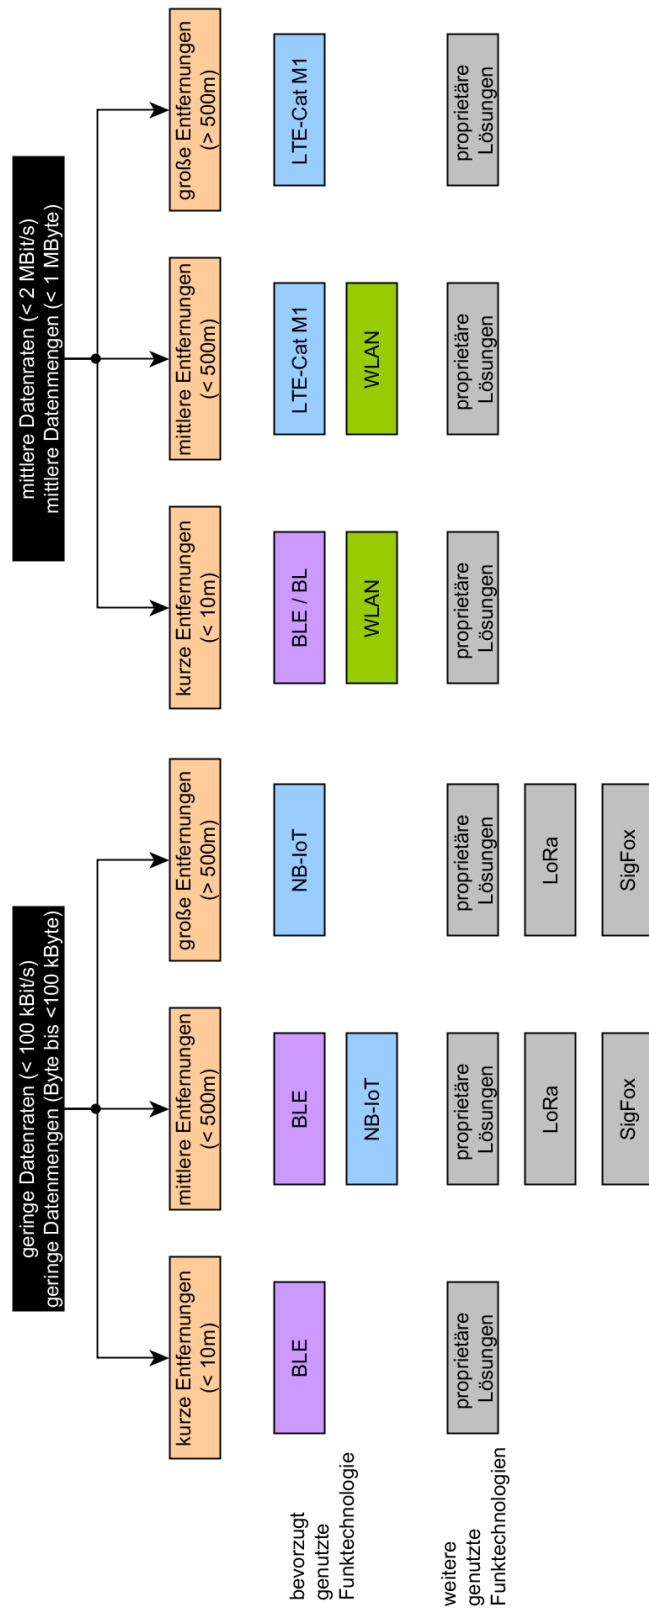 geringe Datenraten (< 100 kBit/s)
geringe Datenmengen (Byte bis <100 kByte)
mittlere Datenraten (< 2 MBit/s)
mittlere Datenmengen (< 1 MByte)
kurze Entfernungen
(< 10m)
mittlere Entfernungen
(< 500m)
große Entfernungen
(> 500m)
kurze Entfernungen
(< 10m)
mittlere Entfernungen
(< 500m)
große Entfernungen
(> 500m)
bevorzugt
genutzte
Funktechnologie
BLE
BLE
NB-IoT
BLE / BL
LTE-Cat M1
LTE-Cat M1
NB-IoT
WLAN
WLAN
weitere
genutzte
Funktechnologien
proprietäre
Lösungen
proprietäre
Lösungen
proprietäre
Lösungen
proprietäre
Lösungen
proprietäre
Lösungen
proprietäre
Lösungen
LoRa
LoRa
SigFox
SigFox